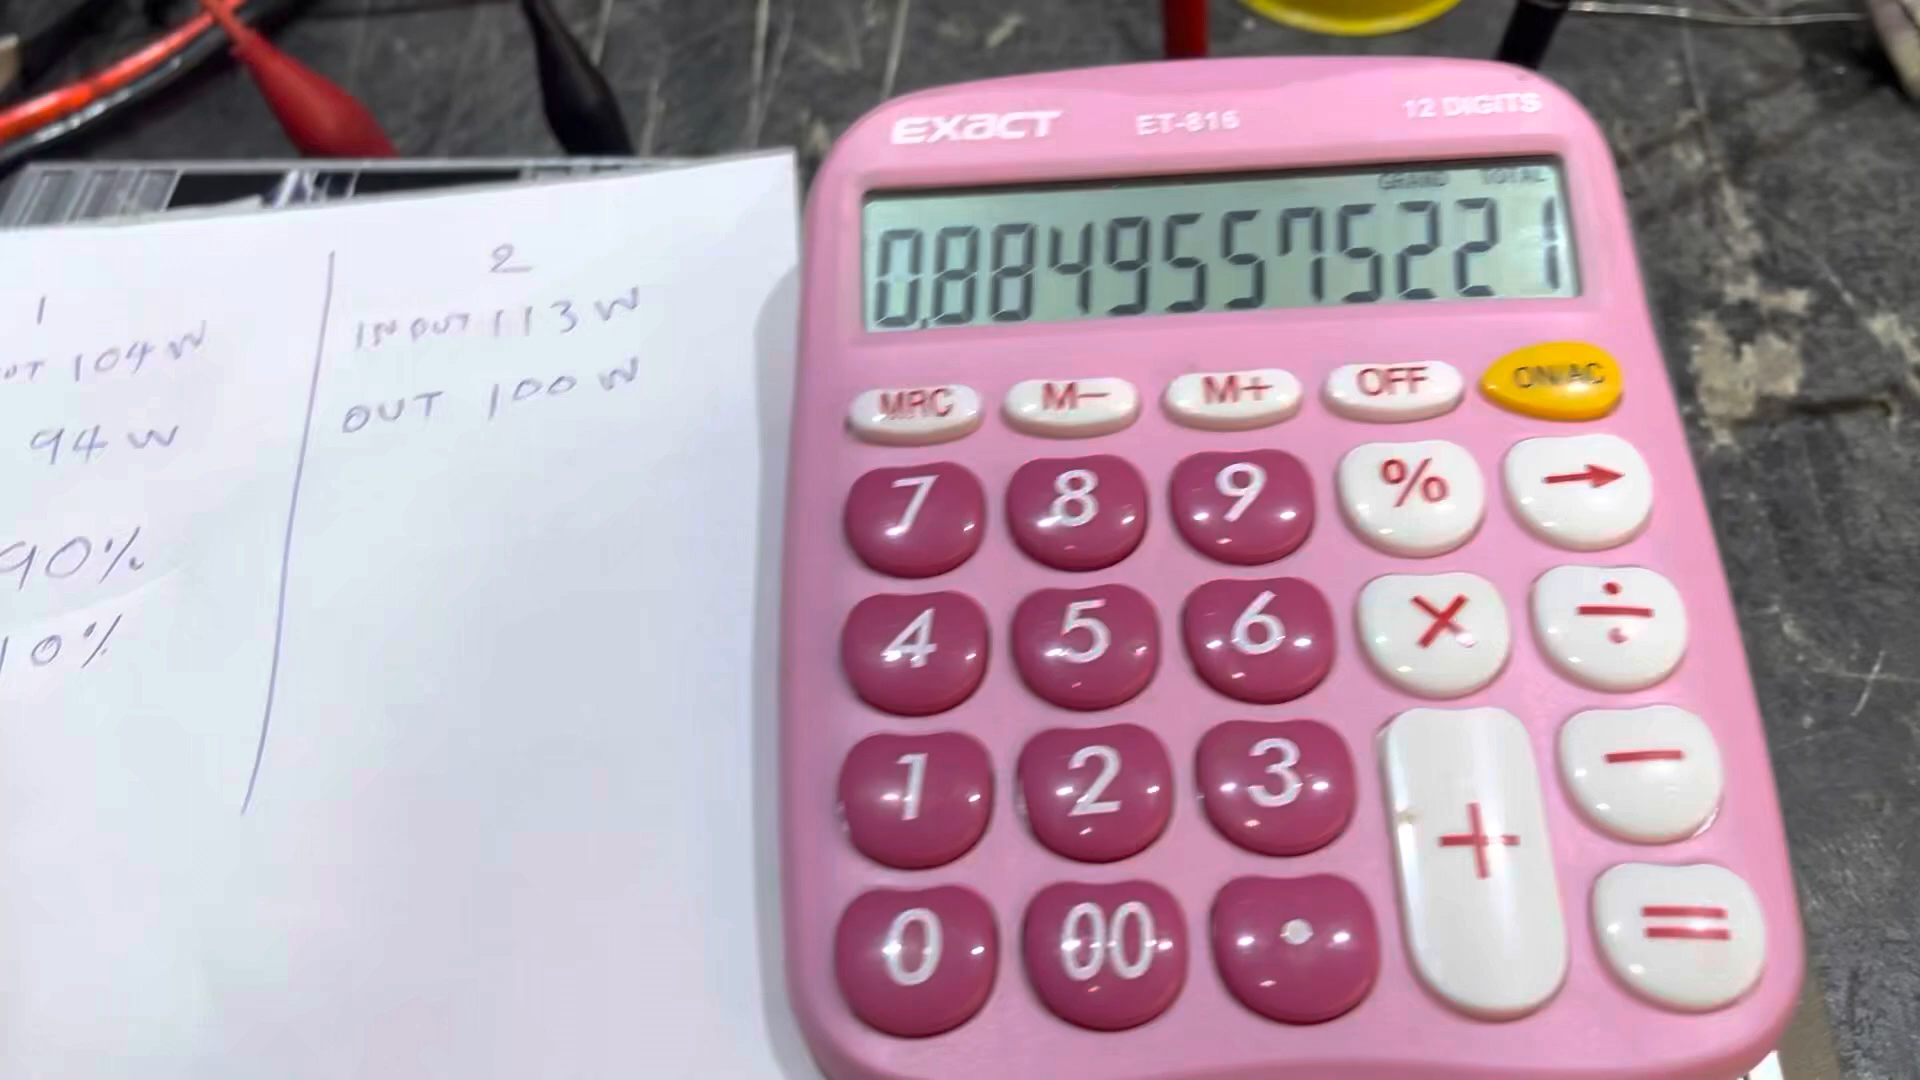 1
104 W
94 W
90%
10%
2
INPUT 113 W
OUT 100 W
EXACT ET-816 12 DIGITS
GRAND TOTAL
0.88495575221
MRC M− M+ OFF ON/AC
7 8 9 % →
4 5 6 × ÷
1 2 3 + −
0 00 • =